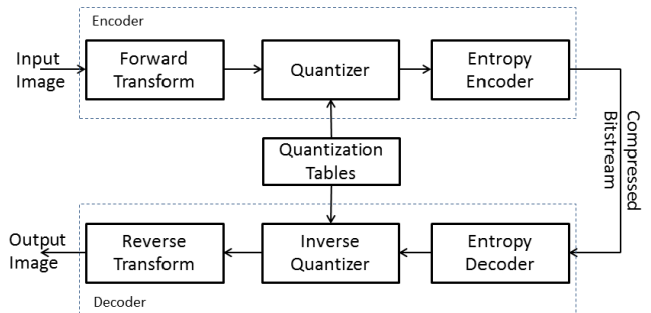 Encoder
Input
Image
Forward
Transform
Quantizer
Entropy
Encoder
Compressed
Bitstream
Quantization
Tables
Output
Image
Reverse
Transform
Inverse
Quantizer
Entropy
Decoder
Decoder